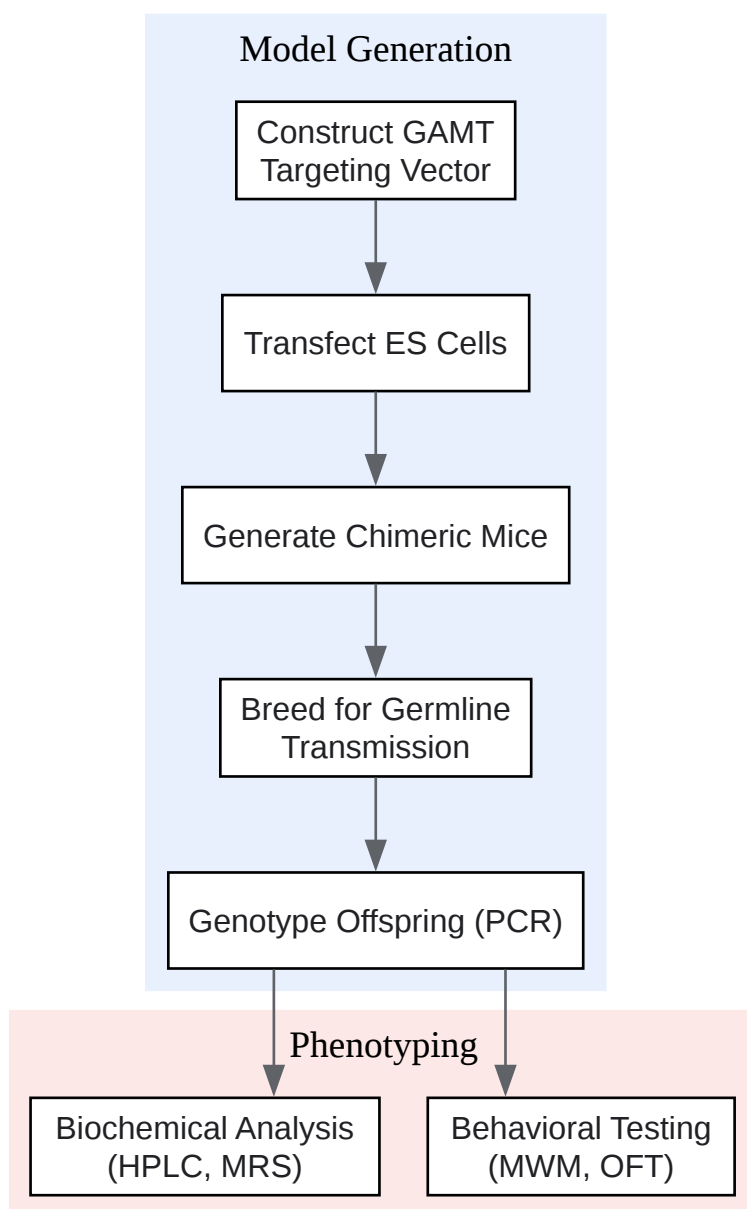 Model Generation
Construct GAMT
Targeting Vector
Transfect ES Cells
Generate Chimeric Mice
Breed for Germline
Transmission
Genotype Offspring (PCR)
Phenotyping
Biochemical Analysis
(HPLC, MRS)
Behavioral Testing
(MWM, OFT)